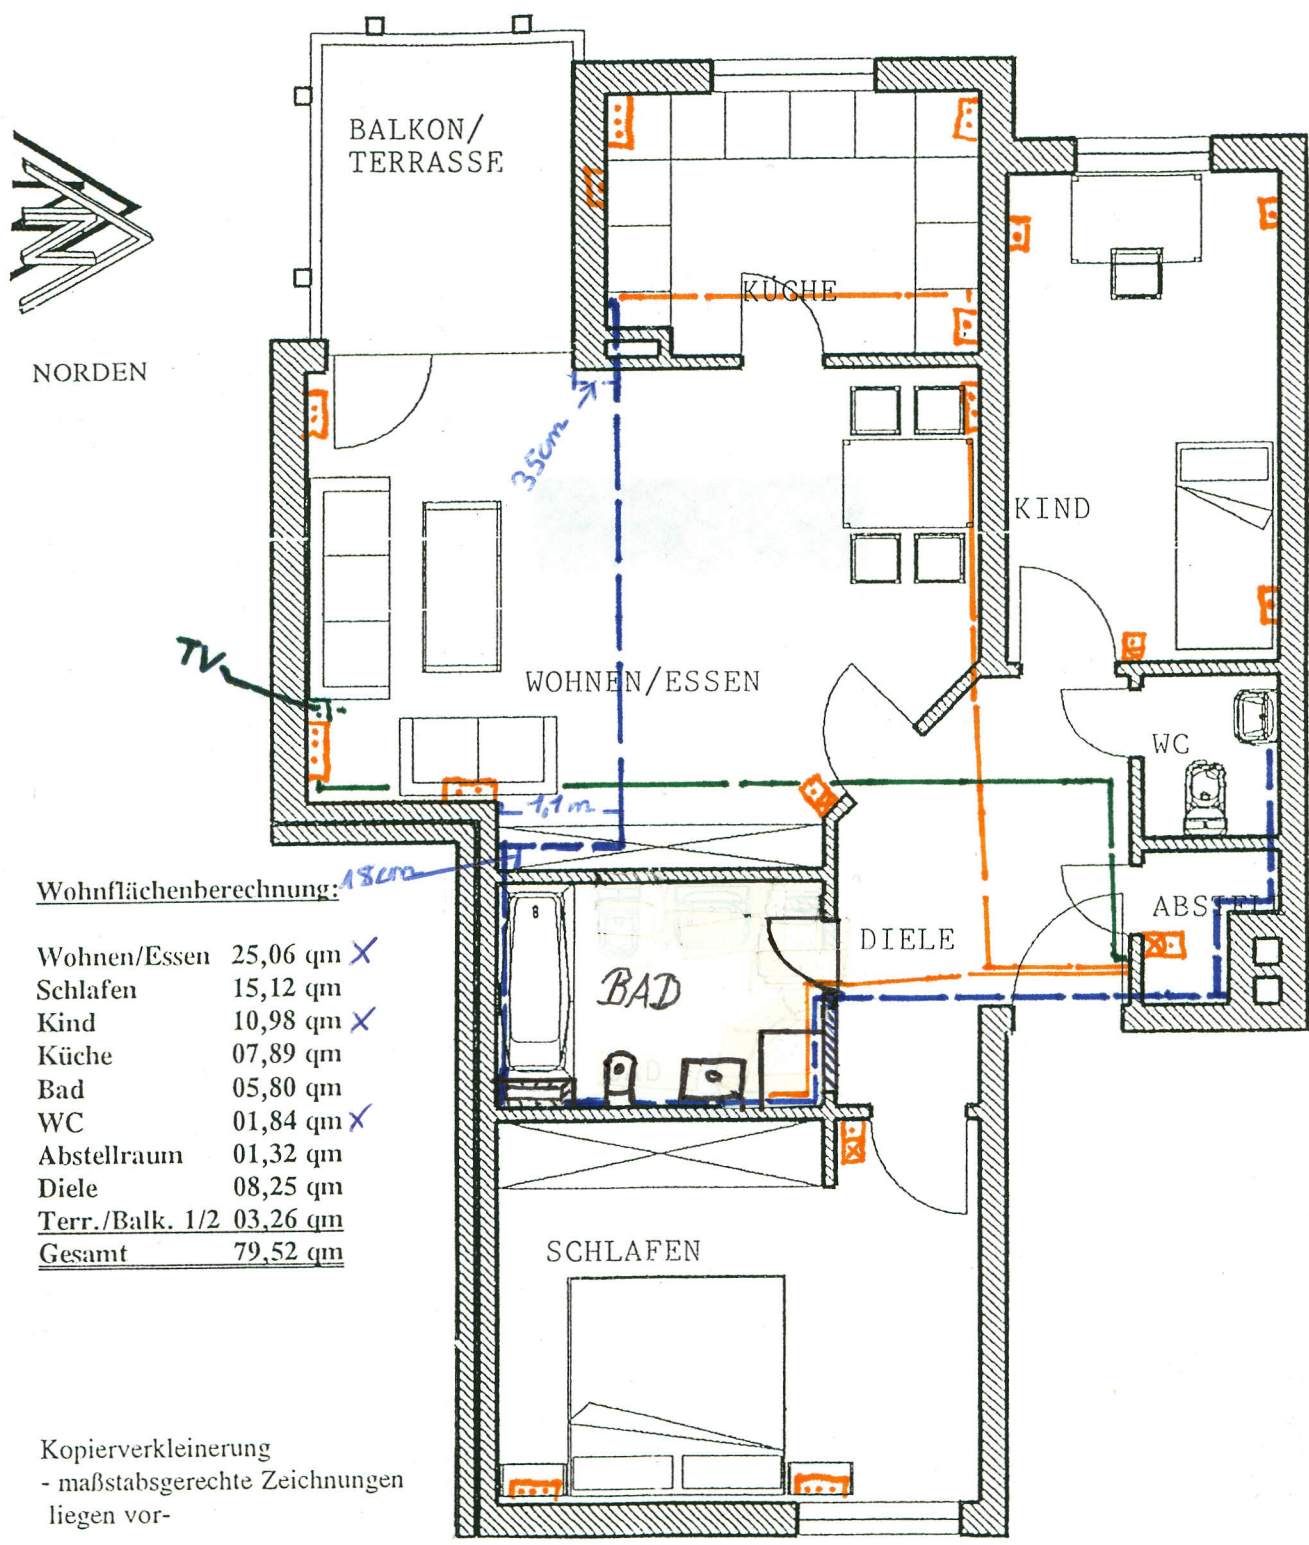 BALKON/
TERRASSE
NORDEN
KÜCHE
35cm
KIND
TV
WOHNEN/ESSEN
WC
1,1m
18cm
ABSTELL
DIELE
BAD
Wohnflächenberechnung:
Wohnen/Essen 25,06 qm X
Schlafen 15,12 qm
Kind 10,98 qm X
Küche 07,89 qm
Bad 05,80 qm
WC 01,84 qm X
Abstellraum 01,32 qm
Diele 08,25 qm
Terr./Balk. 1/2 03,26 qm
Gesamt 79,52 qm
SCHLAFEN
Kopierverkleinerung
- maßstabsgerechte Zeichnungen
liegen vor-